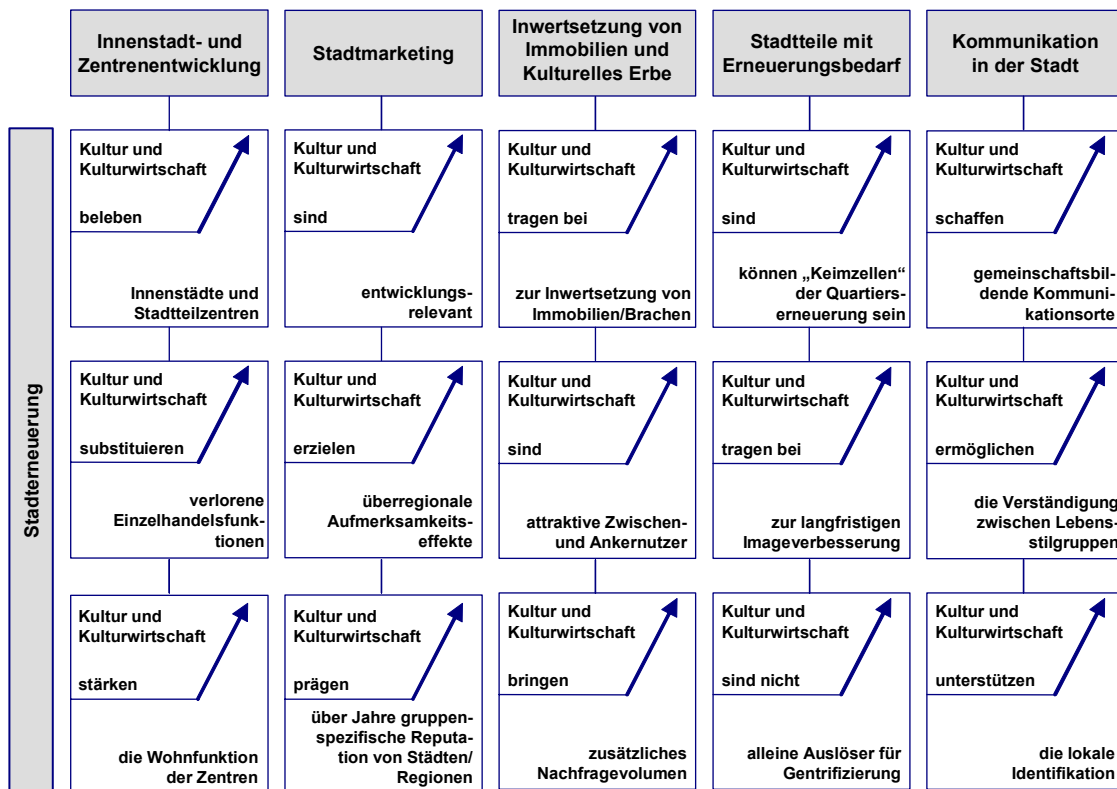 Innenstadt- und
Zentrenentwicklung
Stadtmarketing
Inwertsetzung von
Immobilien und
Kulturelles Erbe
Stadtteile mit
Erneuerungsbedarf
Kommunikation
in der Stadt
Stadterneuerung
Kultur und
Kulturwirtschaft
beleben
Innenstädte und
Stadtteilzentren
Kultur und
Kulturwirtschaft
sind
entwicklungs-
relevant
Kultur und
Kulturwirtschaft
tragen bei
zur Inwertsetzung von
Immobilien/Brachen
Kultur und
Kulturwirtschaft
sind
können „Keimzellen“
der Quartiers-
erneuerung sein
Kultur und
Kulturwirtschaft
schaffen
gemeinschaftsbil-
dende Kommuni-
kationsorte
Kultur und
Kulturwirtschaft
substituieren
verlorene
Einzelhandelsfunk-
tionen
Kultur und
Kulturwirtschaft
erzielen
überregionale
Aufmerksamkeits-
effekte
Kultur und
Kulturwirtschaft
sind
attraktive Zwischen-
und Ankernutzer
Kultur und
Kulturwirtschaft
tragen bei
zur langfristigen
Imageverbesserung
Kultur und
Kulturwirtschaft
ermöglichen
die Verständigung
zwischen Lebens-
stilgruppen
Kultur und
Kulturwirtschaft
stärken
die Wohnfunktion
der Zentren
Kultur und
Kulturwirtschaft
prägen
über Jahre gruppen-
spezifische Reputa-
tion von Städten/
Regionen
Kultur und
Kulturwirtschaft
bringen
zusätzliches
Nachfragevolumen
Kultur und
Kulturwirtschaft
sind nicht
alleine Auslöser für
Gentrifizierung
Kultur und
Kulturwirtschaft
unterstützen
die lokale
Identifikation